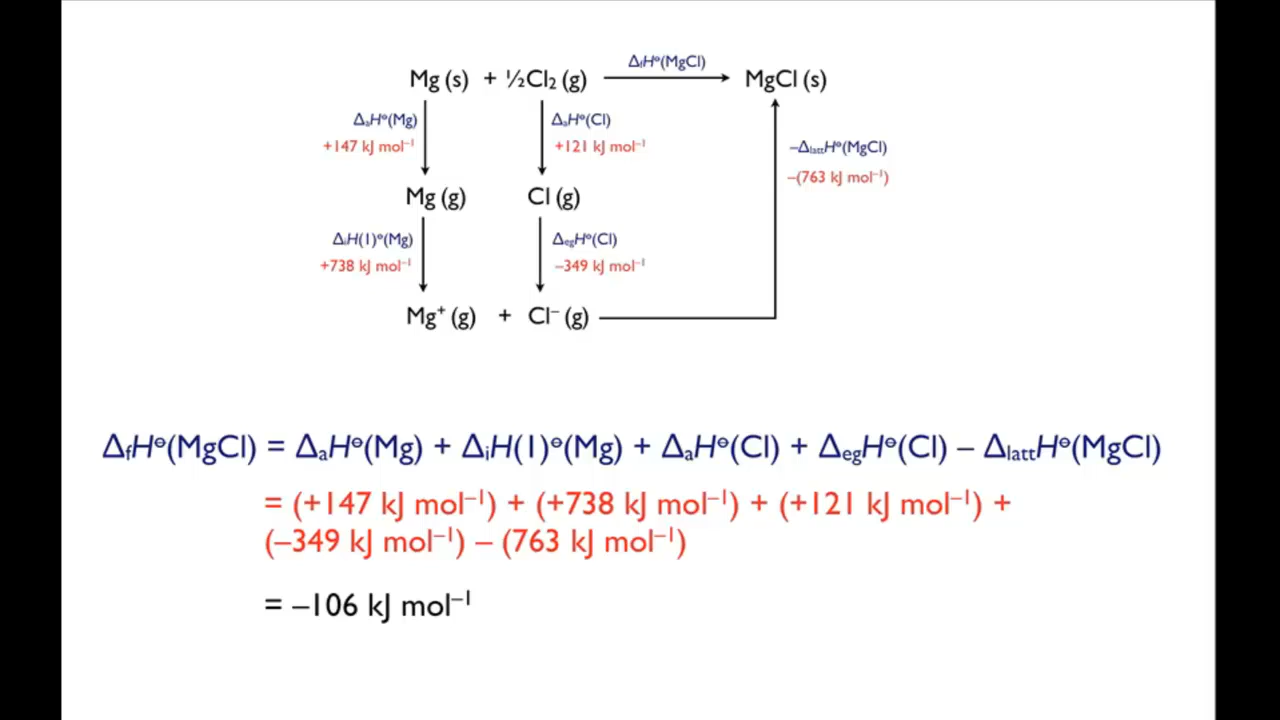 ΔfH⦵(MgCl)
Mg (s) + ½Cl₂ (g) MgCl (s)
ΔaH⦵(Mg) ΔaH⦵(Cl)
+147 kJ mol⁻¹ +121 kJ mol⁻¹
–ΔlattH⦵(MgCl)
–(763 kJ mol⁻¹)
Mg (g) Cl (g)
ΔiH(1)⦵(Mg) ΔegH⦵(Cl)
+738 kJ mol⁻¹ –349 kJ mol⁻¹
Mg⁺ (g) + Cl⁻ (g)
ΔfH⦵(MgCl) = ΔaH⦵(Mg) + ΔiH(1)⦵(Mg) + ΔaH⦵(Cl) + ΔegH⦵(Cl) – ΔlattH⦵(MgCl)
= (+147 kJ mol⁻¹) + (+738 kJ mol⁻¹) + (+121 kJ mol⁻¹) +
(–349 kJ mol⁻¹) – (763 kJ mol⁻¹)
= –106 kJ mol⁻¹